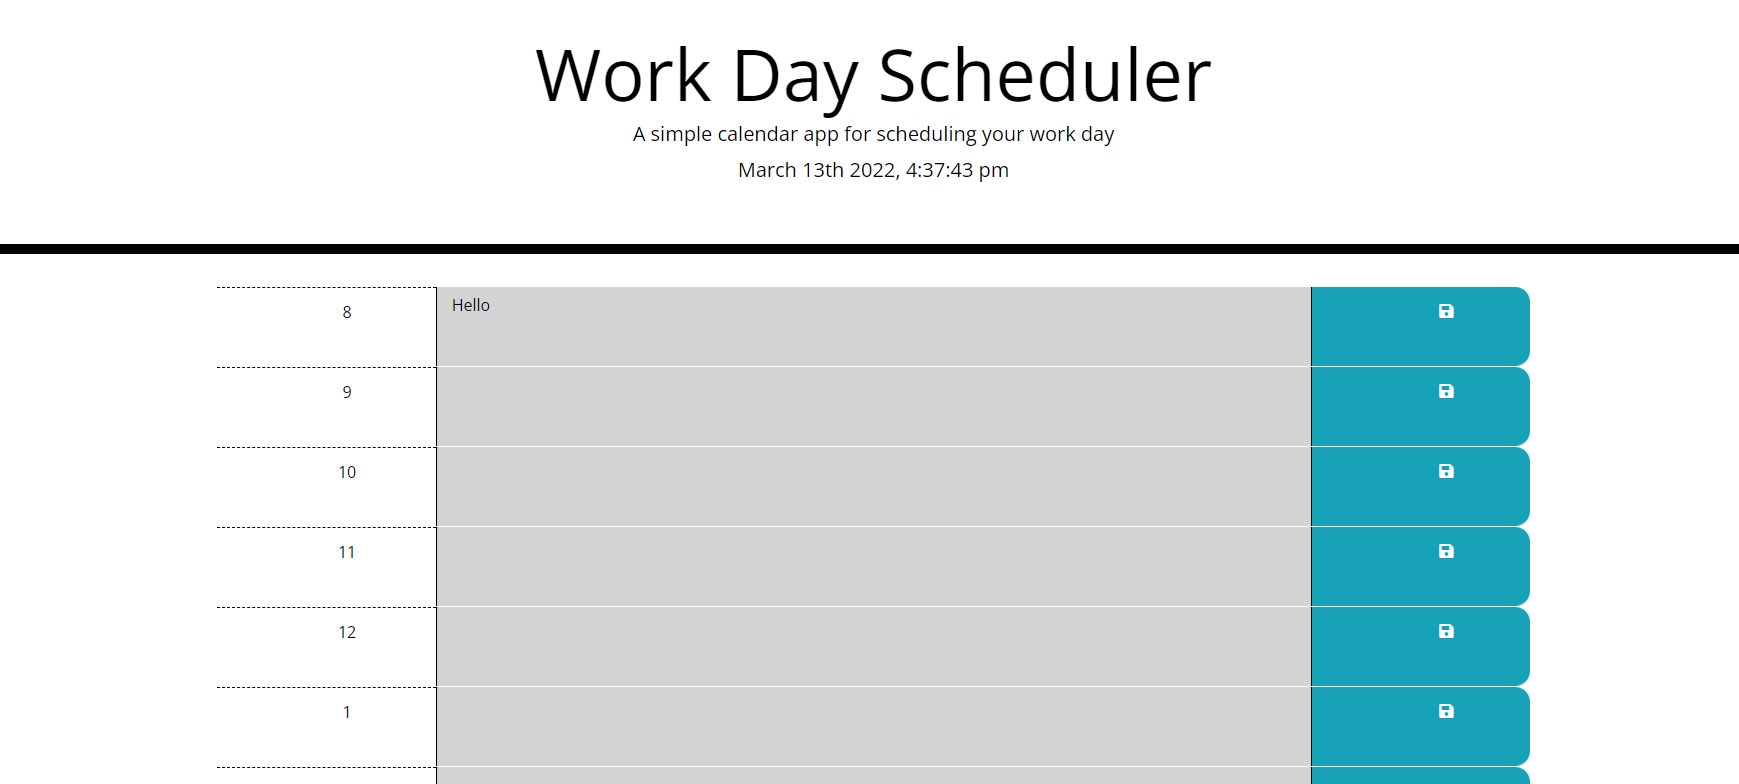 Work Day Scheduler
A simple calendar app for scheduling your work day
March 13th 2022, 4:37:43 pm
8
Hello
9
10
11
12
1